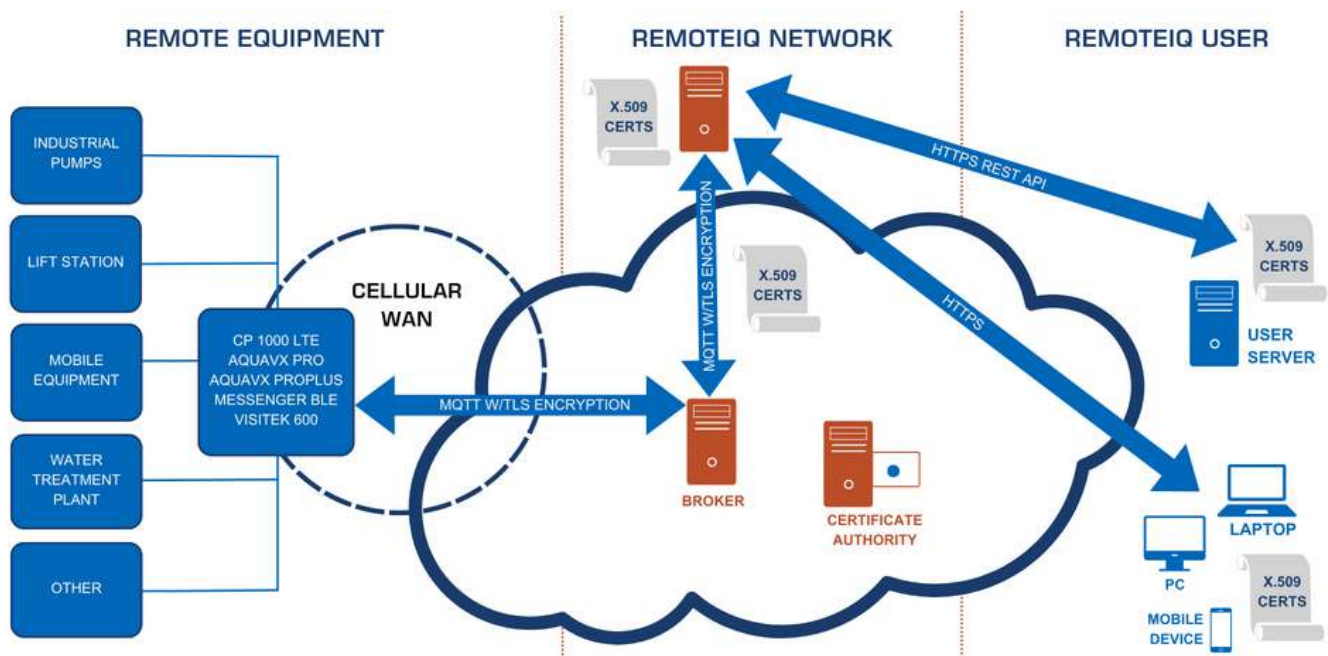 REMOTE EQUIPMENT
REMOTEIQ NETWORK
REMOTEIQ USER
INDUSTRIAL
PUMPS
LIFT STATION
MOBILE
EQUIPMENT
WATER
TREATMENT
PLANT
OTHER
CELLULAR
WAN
CP 1000 LTE
AQUAVX PRO
AQUAVX PROPLUS
MESSENGER BLE
VISITEK 600
MQTT W/TLS ENCRYPTION
X.509
CERTS
MQTT W/TLS ENCRYPTION
X.509
CERTS
BROKER
CERTIFICATE
AUTHORITY
HTTPS REST API
HTTPS
X.509
CERTS
USER
SERVER
LAPTOP
PC
MOBILE
DEVICE
X.509
CERTS